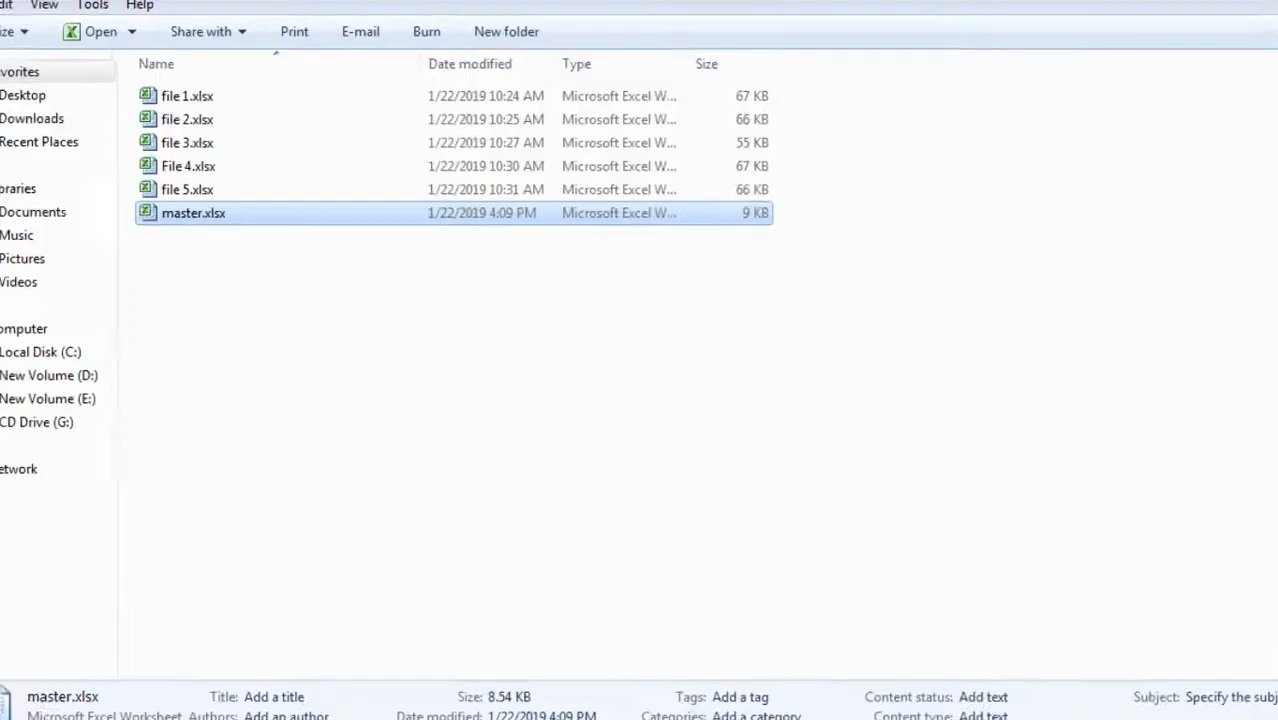 dit View Tools Help
ize Open Share with Print E-mail Burn New folder
Name Date modified Type Size
file 1.xlsx 1/22/2019 10:24 AM Microsoft Excel W... 67 KB
file 2.xlsx 1/22/2019 10:25 AM Microsoft Excel W... 66 KB
file 3.xlsx 1/22/2019 10:27 AM Microsoft Excel W... 55 KB
File 4.xlsx 1/22/2019 10:30 AM Microsoft Excel W... 67 KB
file 5.xlsx 1/22/2019 10:31 AM Microsoft Excel W... 66 KB
master.xlsx 1/22/2019 4:09 PM Microsoft Excel W... 9 KB
vorites
Desktop
Downloads
Recent Places
braries
Documents
Music
Pictures
Videos
omputer
Local Disk (C:)
New Volume (D:)
New Volume (E:)
CD Drive (G:)
etwork
master.xlsx Title: Add a title Size: 8.54 KB Tags: Add a tag Content status: Add text Subject: Specify the subj
Microsoft Excel Worksheet Authors: Add an author Date modified: 1/22/2019 4:09 PM Categories: Add a category Content type: Add text